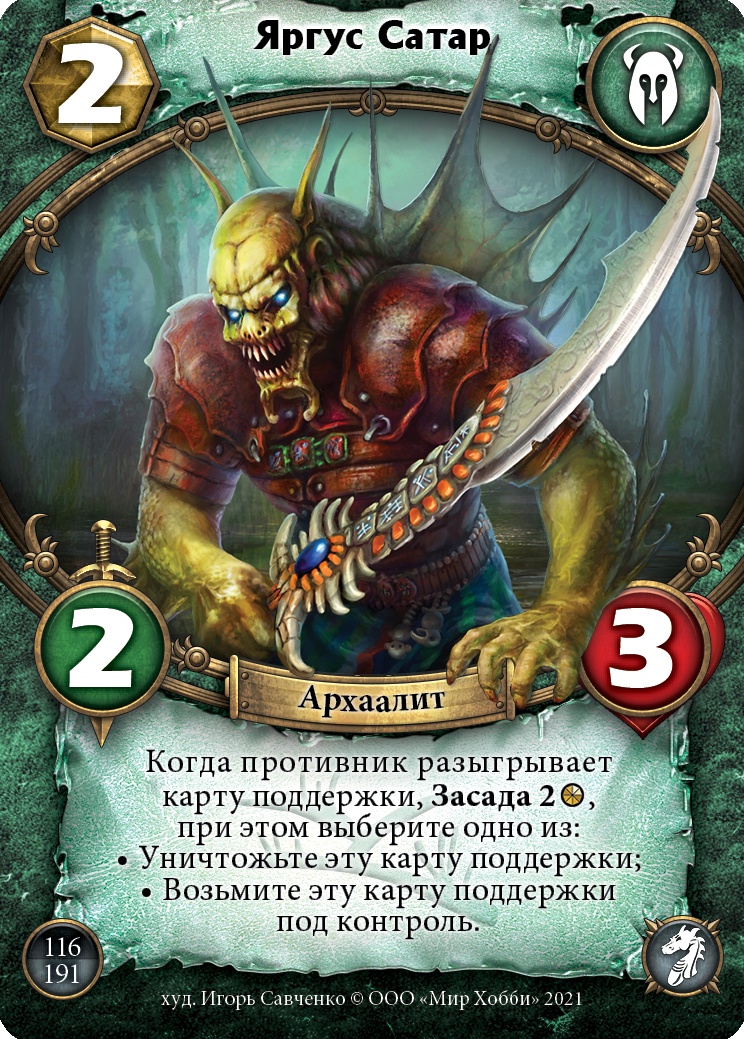 2
Яргус Сатар
2
3
Архаалит
Когда противник разыгрывает
карту поддержки, Засада 2 ,
при этом выберите одно из:
• Уничтожьте эту карту поддержки;
• Возьмите эту карту поддержки
под контроль.
116
191
худ. Игорь Савченко © ООО «Мир Хобби» 2021